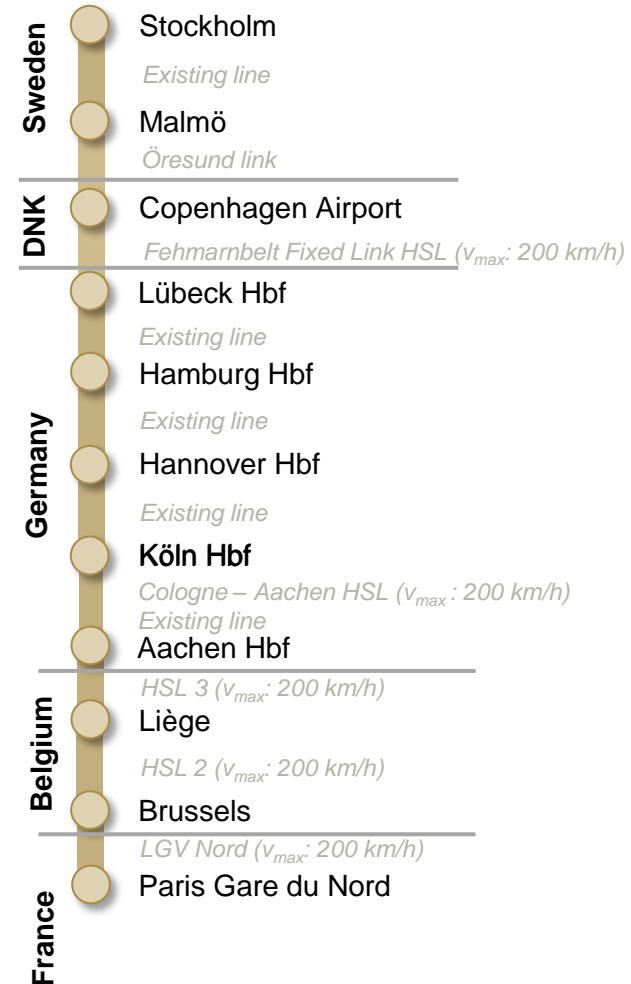 Sweden
Stockholm
Existing line
Malmö
Öresund link
DNK
Copenhagen Airport
Fehmarnbelt Fixed Link HSL (vmax: 200 km/h)
Germany
Lübeck Hbf
Existing line
Hamburg Hbf
Existing line
Hannover Hbf
Existing line
Köln Hbf
Cologne – Aachen HSL (vmax : 200 km/h)
Existing line
Aachen Hbf
Belgium
HSL 3 (vmax: 200 km/h)
Liège
HSL 2 (vmax: 200 km/h)
Brussels
France
LGV Nord (vmax: 200 km/h)
Paris Gare du Nord